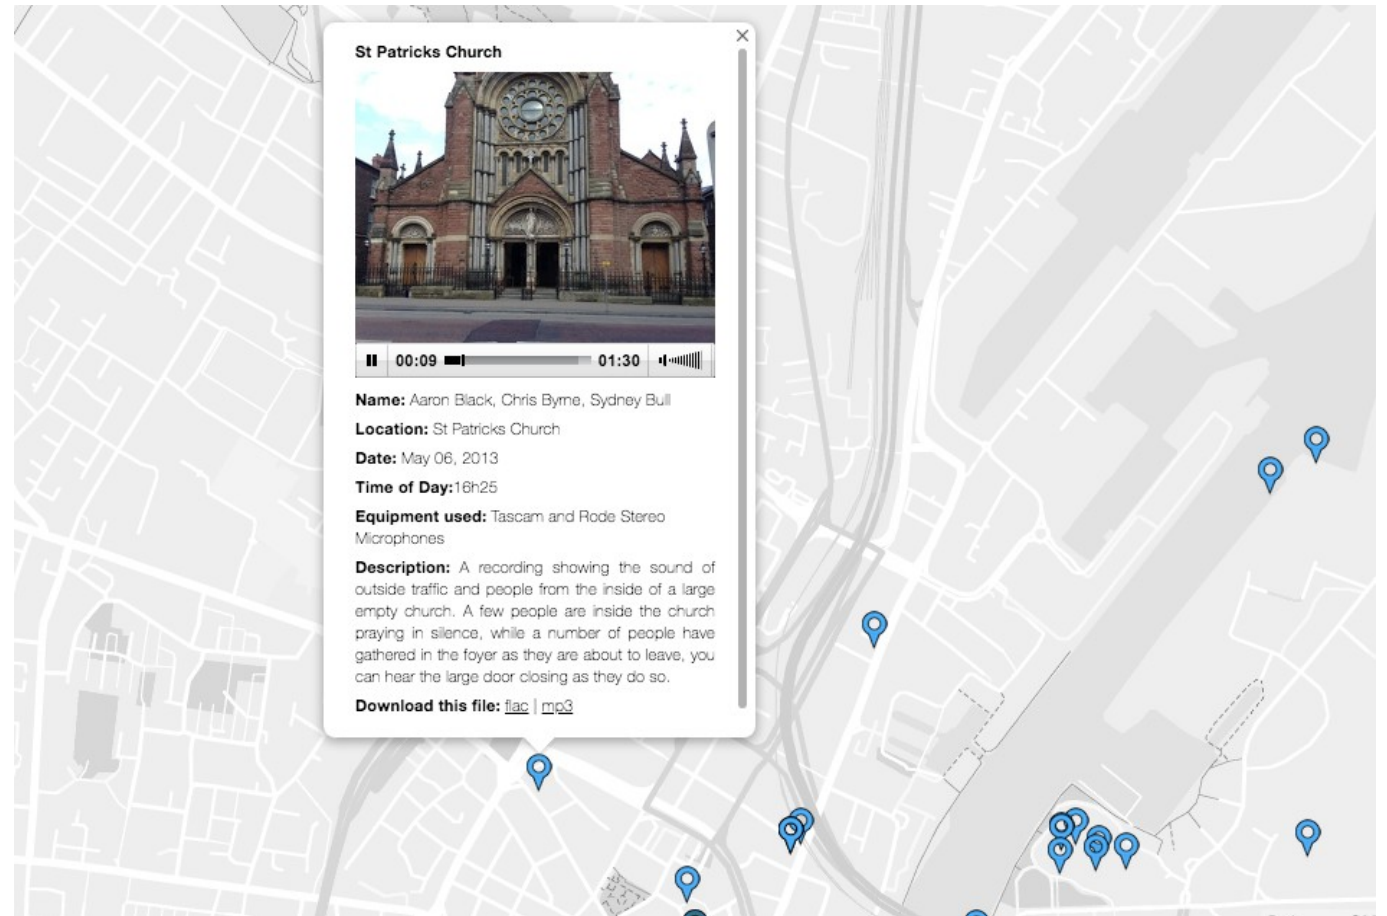 St Patricks Church
00:09
01:30
Name: Aaron Black, Chris Byrne, Sydney Bull
Location: St Patricks Church
Date: May 06, 2013
Time of Day:16h25
Equipment used: Tascam and Rode Stereo
Microphones
Description: A recording showing the sound of
outside traffic and people from the inside of a large
empty church. A few people are inside the church
praying in silence, while a number of people have
gathered in the foyer as they are about to leave, you
can hear the large door closing as they do so.
Download this file: flac | mp3